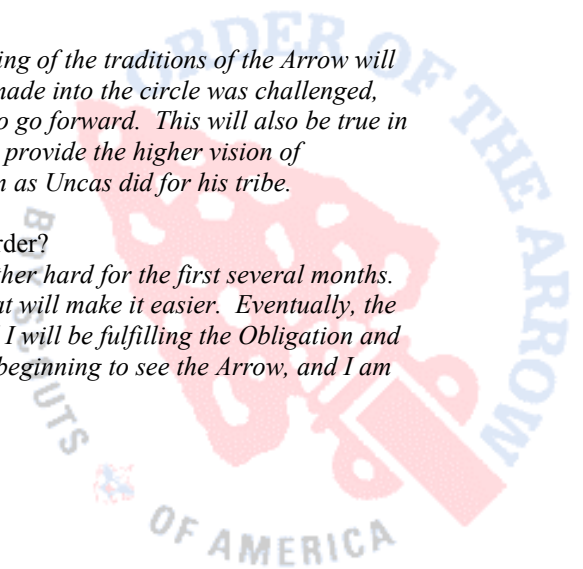 ORDER OF THE ARROW
ing of the traditions of the Arrow will
made into the circle was challenged,
o go forward.  This will also be true in
provide the higher vision of
n as Uncas did for his tribe.
rder?
ther hard for the first several months.
at will make it easier.  Eventually, the
I will be fulfilling the Obligation and
beginning to see the Arrow, and I am
BOY SCOUTS
OF AMERICA